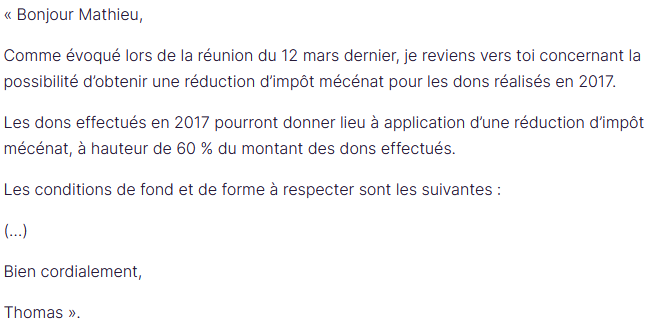 « Bonjour Mathieu,
Comme évoqué lors de la réunion du 12 mars dernier, je reviens vers toi concernant la
possibilité d’obtenir une réduction d’impôt mécénat pour les dons réalisés en 2017.
Les dons effectués en 2017 pourront donner lieu à application d’une réduction d’impôt
mécénat, à hauteur de 60 % du montant des dons effectués.
Les conditions de fond et de forme à respecter sont les suivantes :
(…)
Bien cordialement,
Thomas ».